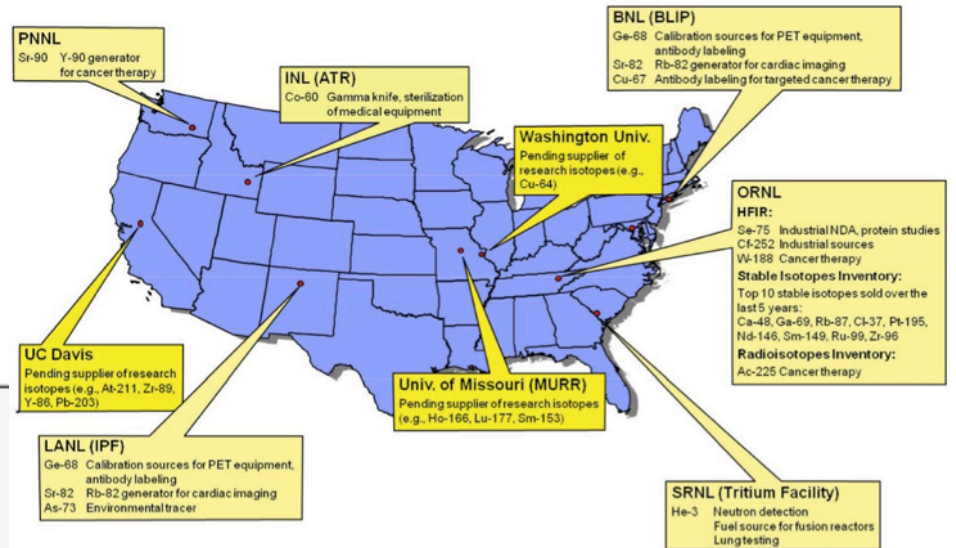 PNNL
Sr-90 Y-90 generator
for cancer therapy
INL (ATR)
Co-60 Gamma knife, sterilization
of medical equipment
BNL (BLIP)
Ge-68 Calibration sources for PET equipment,
antibody labeling
Sr-82 Rb-82 generator for cardiac imaging
Cu-67 Antibody labeling for targeted cancer therapy
Washington Univ.
Pending supplier of
research isotopes (e.g.,
Cu-64)
ORNL
HFIR:
Se-75 Industrial NDA, protein studies
Cf-252 Industrial sources
W-188 Cancer therapy
Stable Isotopes Inventory:
Top 10 stable isotopes sold over the
last 5 years:
Ca-48, Ga-69, Rb-87, Cl-37, Pt-195,
Nd-146, Sm-149, Ru-99, Zr-96
Radioisotopes Inventory:
Ac-225 Cancer therapy
UC Davis
Pending supplier of research
isotopes (e.g., At-211, Zr-89,
Y-86, Pb-203)
Univ. of Missouri (MURR)
Pending supplier of research isotopes
(e.g., Ho-166, Lu-177, Sm-153)
LANL (IPF)
Ge-68 Calibration sources for PET equipment,
antibody labeling
Sr-82 Rb-82 generator for cardiac imaging
As-73 Environmental tracer
SRNL (Tritium Facility)
He-3 Neutron detection
Fuel source for fusion reactors
Lung testing